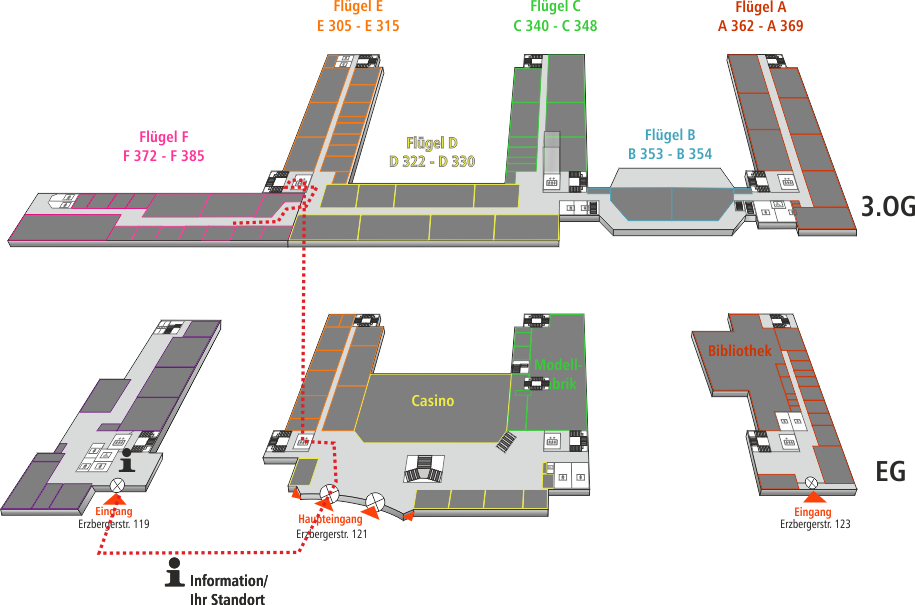 Flügel E
E 305 - E 315
Flügel C
C 340 - C 348
Flügel A
A 362 - A 369
Flügel F
F 372 - F 385
Flügel D
D 322 - D 330
Flügel B
B 353 - B 354
3.OG
Bibliothek
Modell-
brik
Casino
EG
Eingang
Erzbergerstr. 119
Haupteingang
Erzbergerstr. 121
Eingang
Erzbergerstr. 123
Information/
Ihr Standort